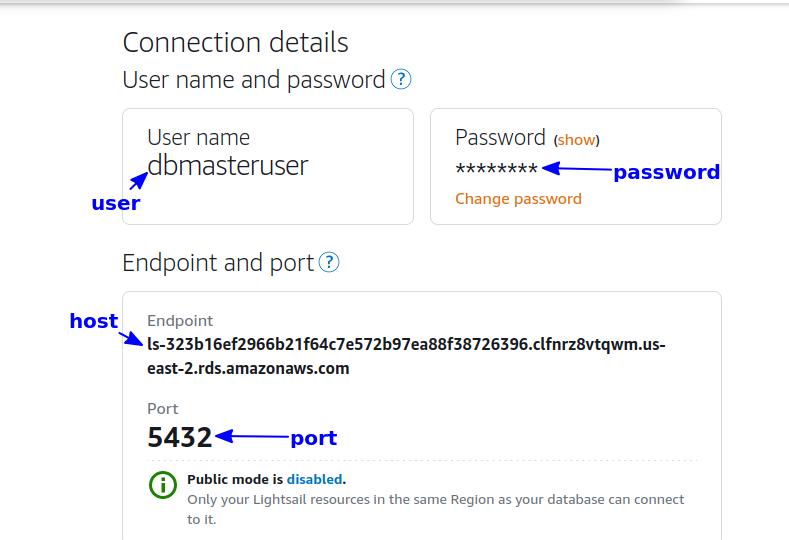 Connection details
User name and password ?
User name
dbmasteruser
user
Password (show)
********
password
Change password
Endpoint and port ?
host
Endpoint
ls-323b16ef2966b21f64c7e572b97ea88f38726396.clfnrz8vtqwm.us-
east-2.rds.amazonaws.com
Port
5432
port
Public mode is disabled.
Only your Lightsail resources in the same Region as your database can connect
to it.